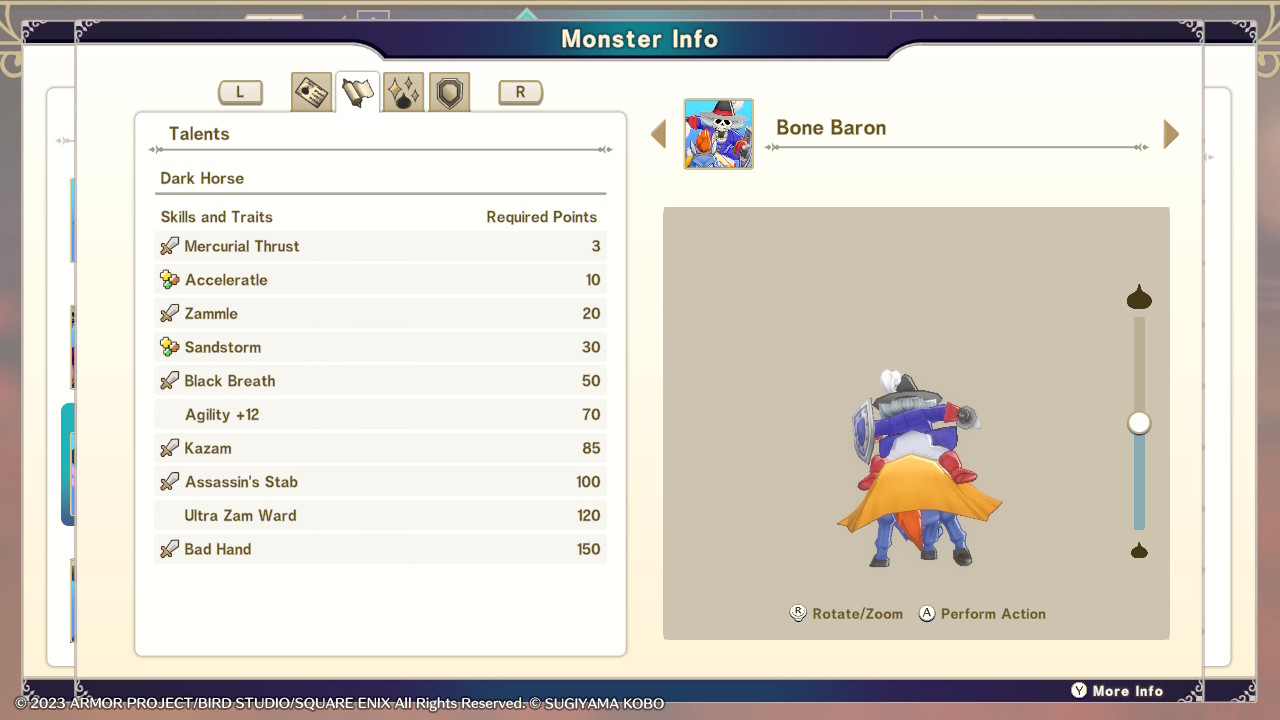 Monster Info
L
R
Talents
Bone Baron
Dark Horse
Skills and Traits Required Points
Mercurial Thrust 3
Acceleratle 10
Zammle 20
Sandstorm 30
Black Breath 50
Agility +12 70
Kazam 85
Assassin's Stab 100
Ultra Zam Ward 120
Bad Hand 150
R Rotate/Zoom A Perform Action
Y More Info
© 2023 ARMOR PROJECT/BIRD STUDIO/SQUARE ENIX All Rights Reserved. © SUGIYAMA KOBO